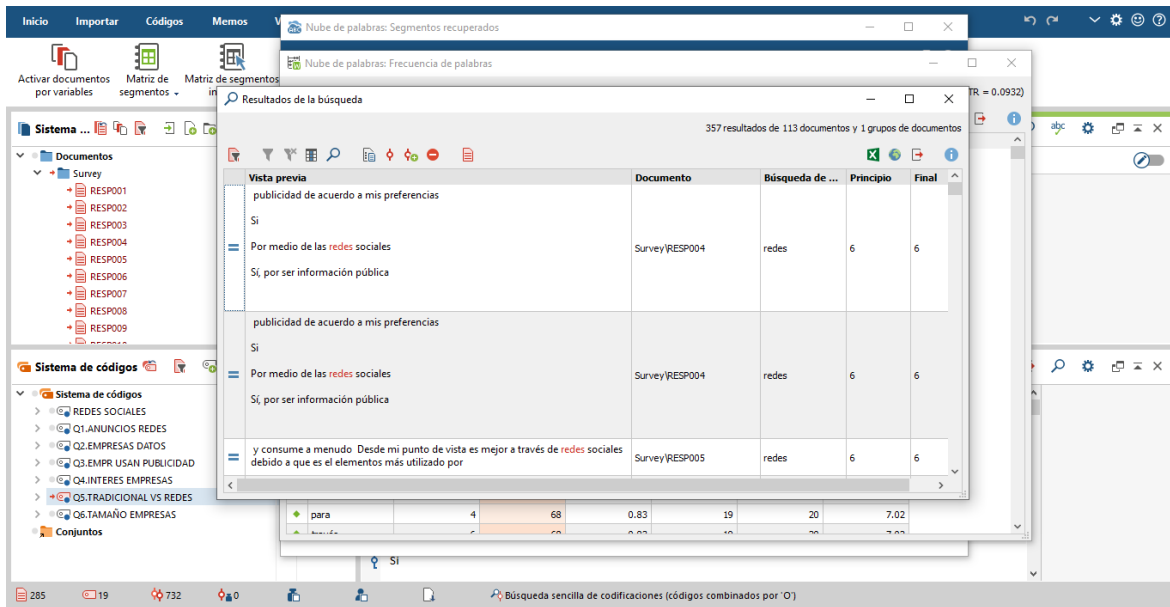 Inicio Importar Códigos Memos V
Nube de palabras: Segmentos recuperados
Nube de palabras: Frecuencia de palabras
Activar documentos por variables
Matriz de segmentos
Matriz de segmentos
TR = 0.0932)
Resultados de la búsqueda
357 resultados de 113 documentos y 1 grupos de documentos
Sistema ...
Documentos
Survey
RESP001
RESP002
RESP003
RESP004
RESP005
RESP006
RESP007
RESP008
RESP009
Vista previa Documento Búsqueda de ... Principio Final
publicidad de acuerdo a mis preferencias
Si
Por medio de las redes sociales Survey\RESP004 redes 6 6
Sí, por ser información pública
publicidad de acuerdo a mis preferencias
Si
Por medio de las redes sociales Survey\RESP004 redes 6 6
Sí, por ser información pública
y consume a menudo Desde mi punto de vista es mejor a través de redes sociales
debido a que es el elementos más utilizado por Survey\RESP005 redes 6 6
Sistema de códigos
Sistema de códigos
REDES SOCIALES
Q1.ANUNCIOS REDES
Q2.EMPRESAS DATOS
Q3.EMPR USAN PUBLICIDAD
Q4.INTERES EMPRESAS
Q5.TRADICIONAL VS REDES
Q6.TAMAÑO EMPRESAS
Conjuntos
para 4 68 0.83 19 20 7.02
Si
285 19 732 0 Búsqueda sencilla de codificaciones (códigos combinados por 'O')